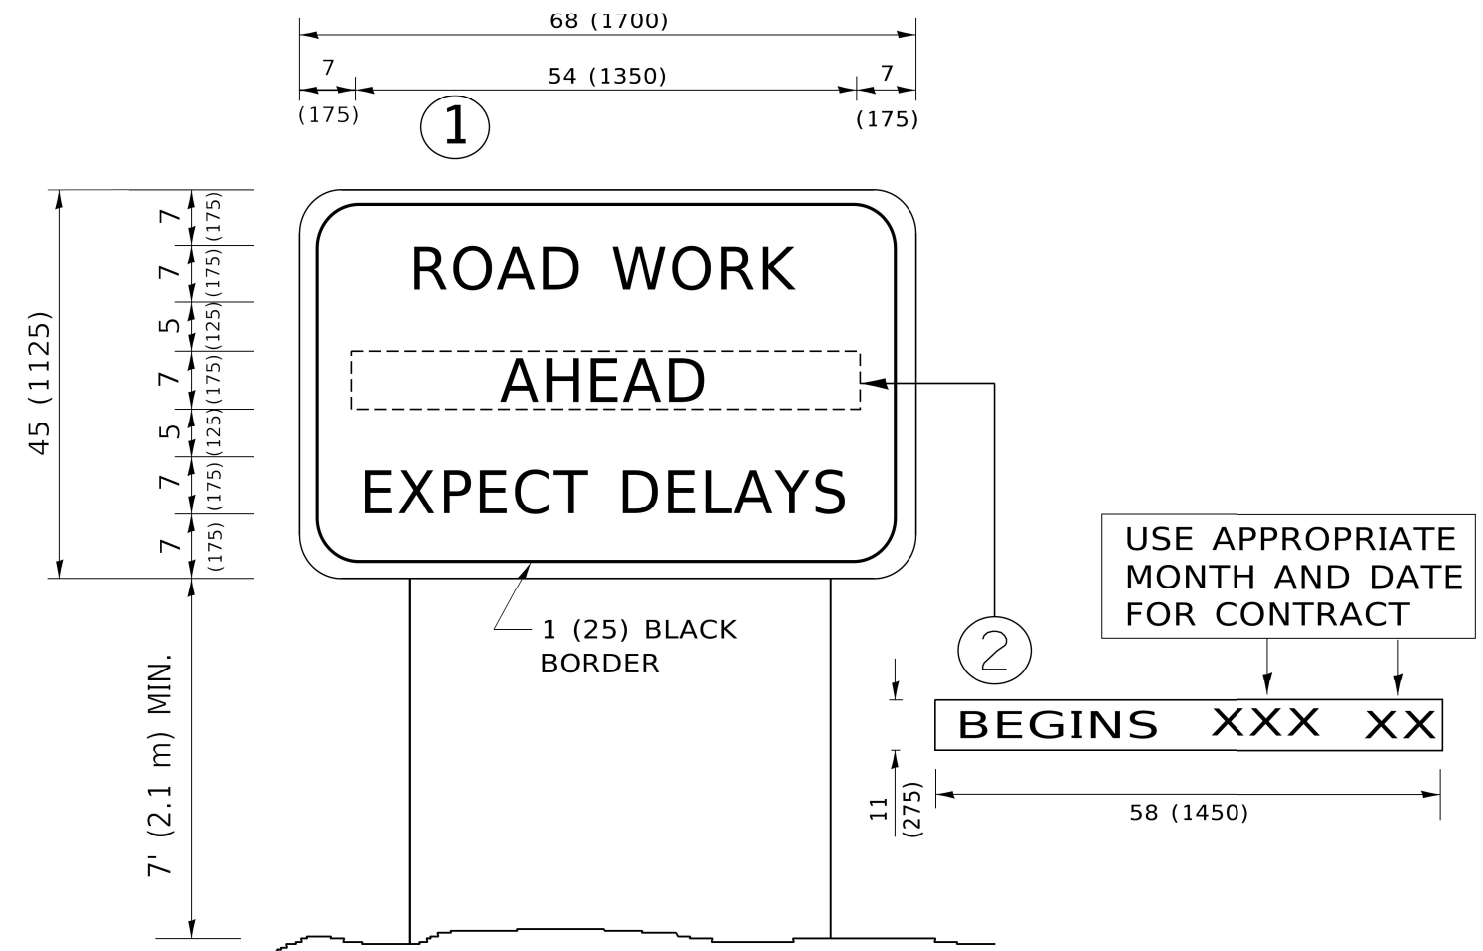 68 (1700)
7
54 (1350)
7
(175)
(175)
1
7
(175)
7
(175)
5
(125)
7
(175)
5
(125)
7
(175)
7
(175)
45 (1125)
ROAD WORK
AHEAD
EXPECT DELAYS
1 (25) BLACK
BORDER
7' (2.1 m) MIN.
USE APPROPRIATE
MONTH AND DATE
FOR CONTRACT
2
BEGINS XXX XX
11
(275)
58 (1450)